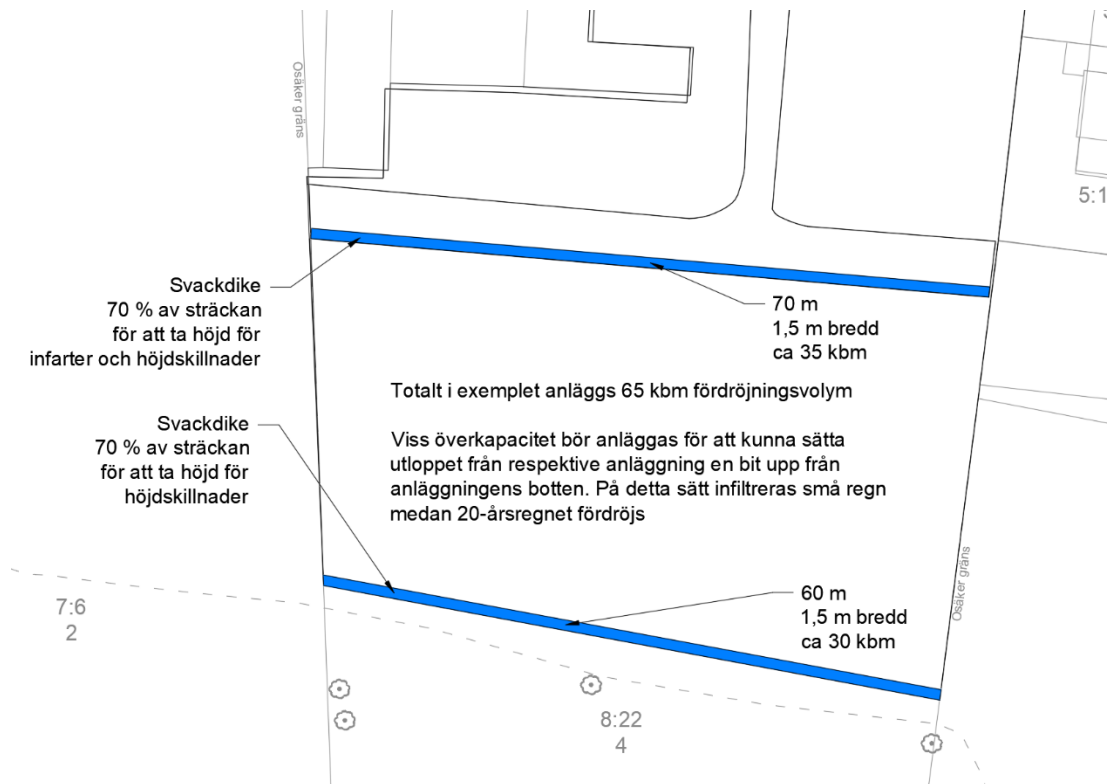 Osäker gräns
5:1
Svackdike
70 % av sträckan
för att ta höjd för
infarter och höjdskillnader
70 m
1,5 m bredd
ca 35 kbm
Totalt i exemplet anläggs 65 kbm fördröjningsvolym
Viss överkapacitet bör anläggas för att kunna sätta
utloppet från respektive anläggning en bit upp från
anläggningens botten. På detta sätt infiltreras små regn
medan 20-årsregnet fördröjs
Svackdike
70 % av sträckan
för att ta höjd för
höjdskillnader
Osäker gräns
60 m
1,5 m bredd
ca 30 kbm
7:6
2
8:22
4